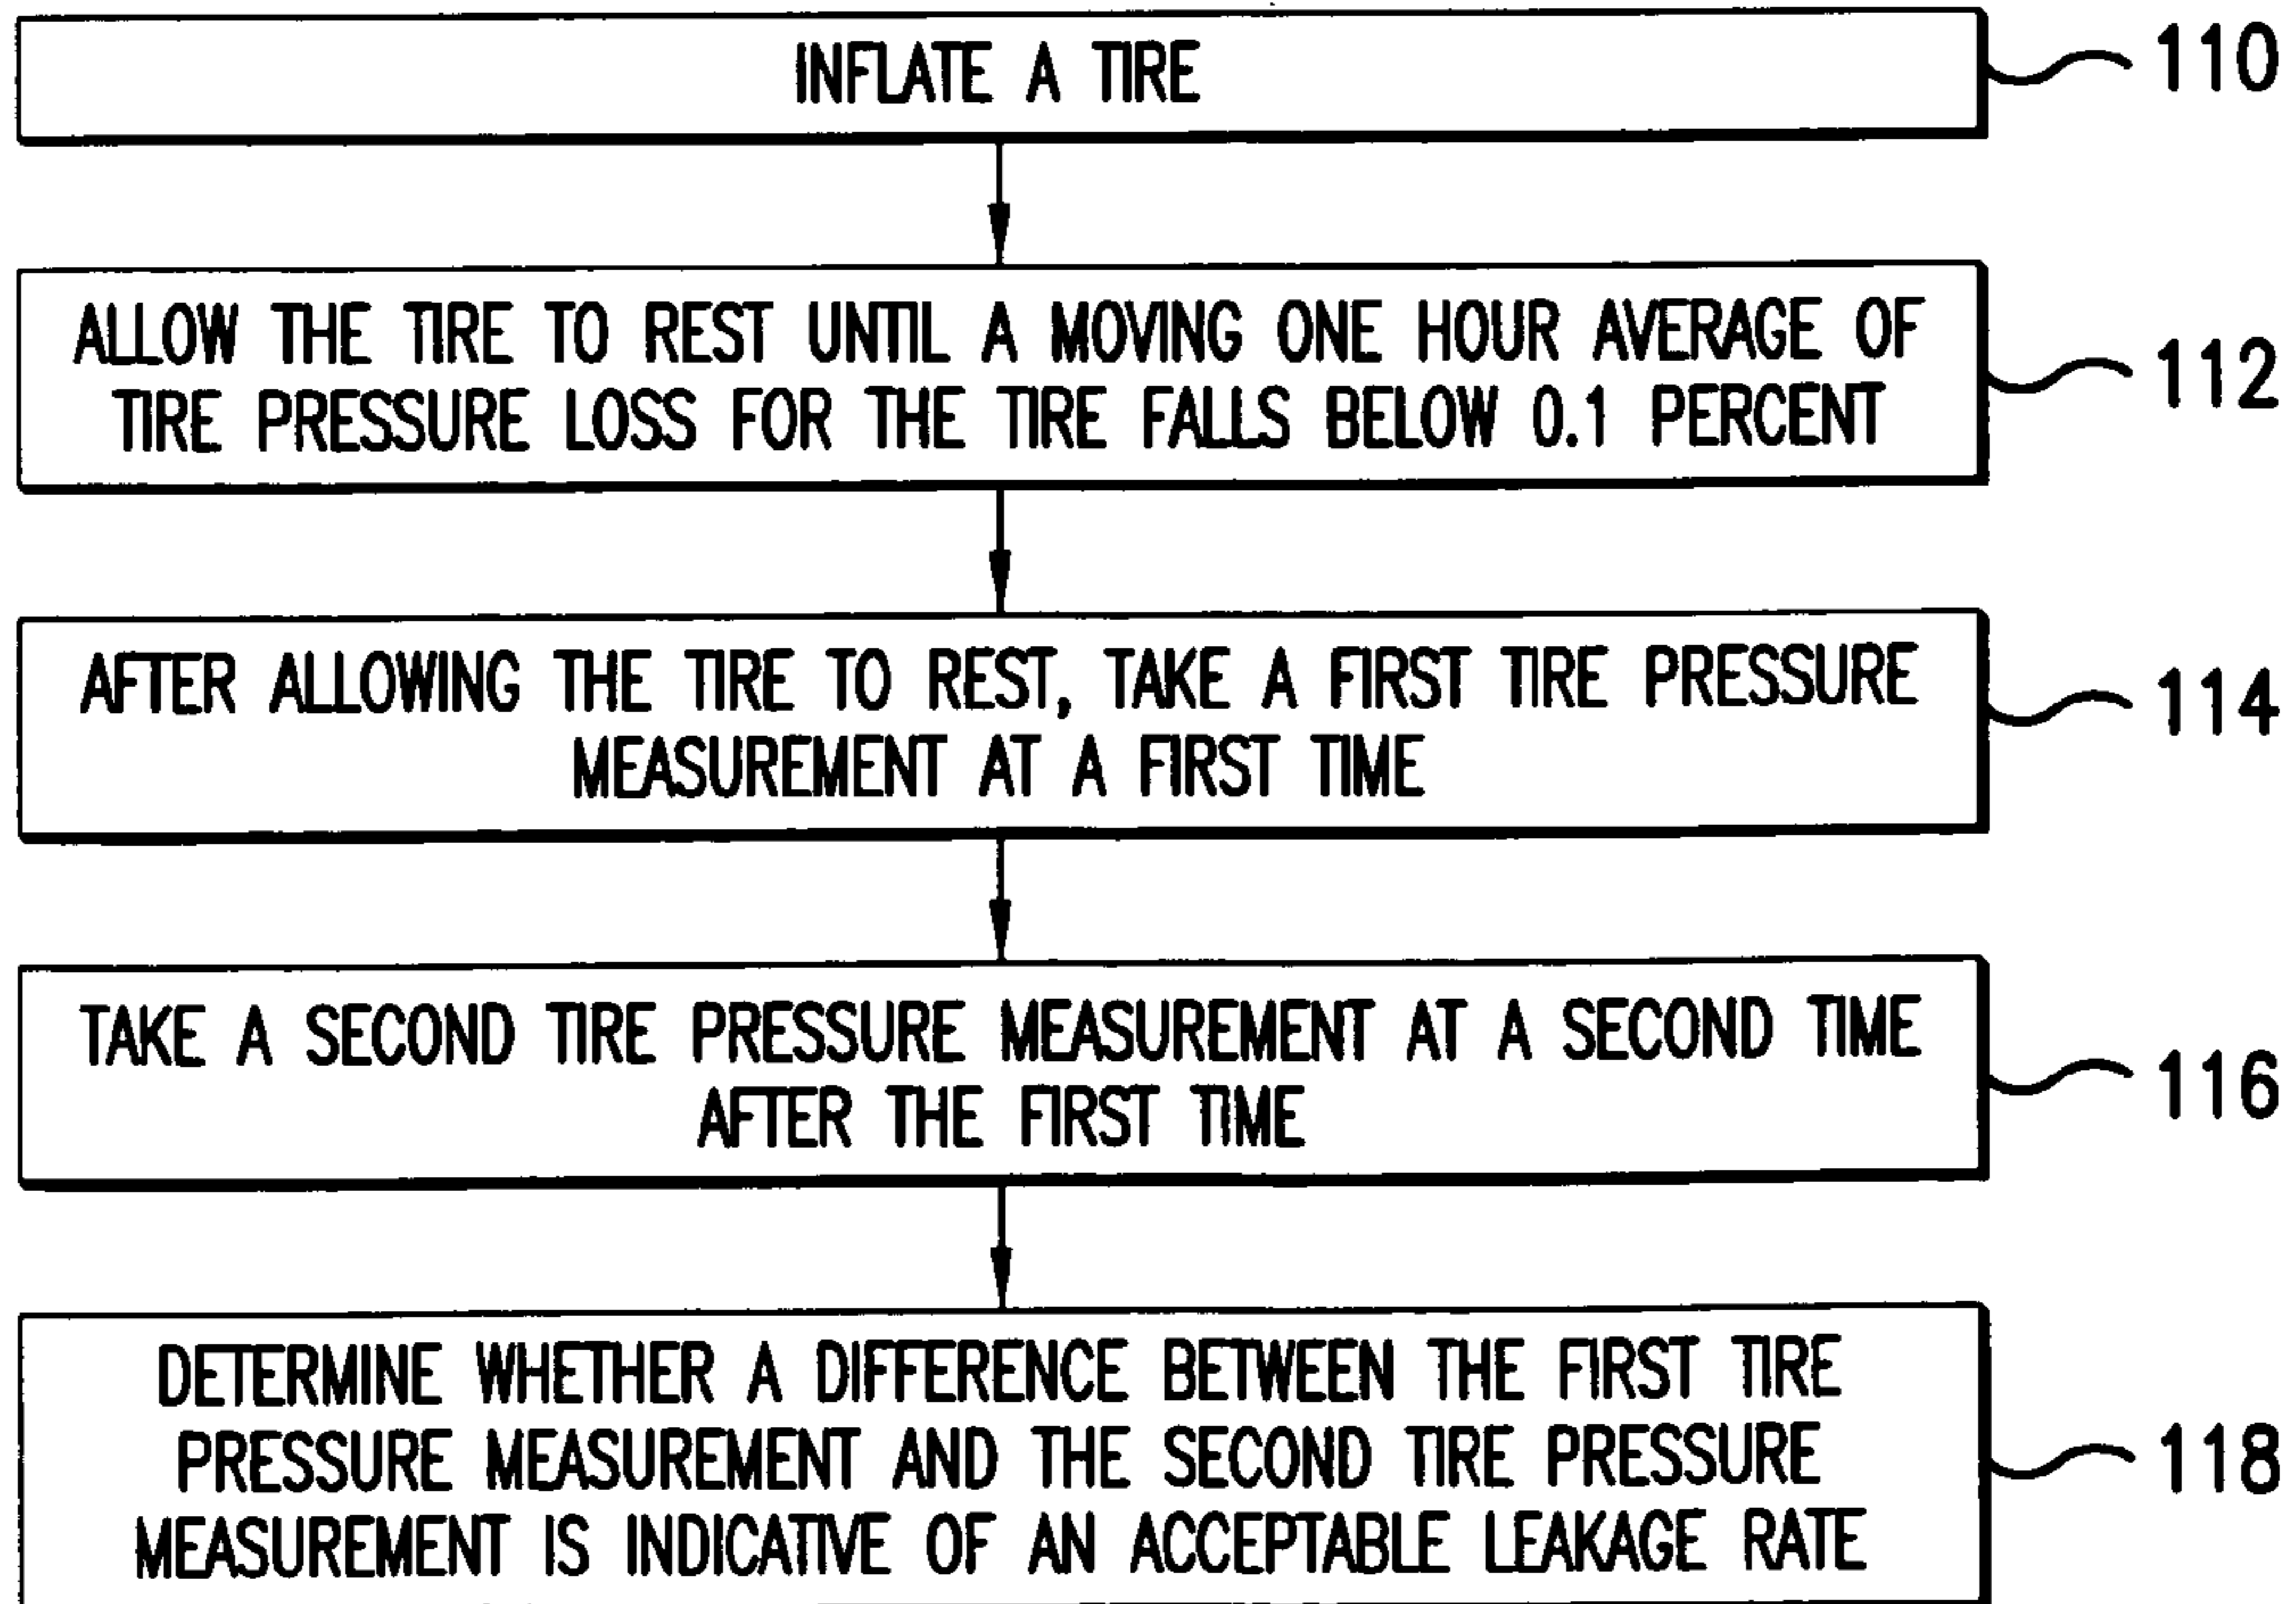 INFLATE A TIRE
110
ALLOW THE TIRE TO REST UNTIL A MOVING ONE HOUR AVERAGE OF
TIRE PRESSURE LOSS FOR THE TIRE FALLS BELOW 0.1 PERCENT
112
AFTER ALLOWING THE TIRE TO REST, TAKE A FIRST TIRE PRESSURE
MEASUREMENT AT A FIRST TIME
114
TAKE A SECOND TIRE PRESSURE MEASUREMENT AT A SECOND TIME
AFTER THE FIRST TIME
116
DETERMINE WHETHER A DIFFERENCE BETWEEN THE FIRST TIRE
PRESSURE MEASUREMENT AND THE SECOND TIRE PRESSURE
MEASUREMENT IS INDICATIVE OF AN ACCEPTABLE LEAKAGE RATE
118